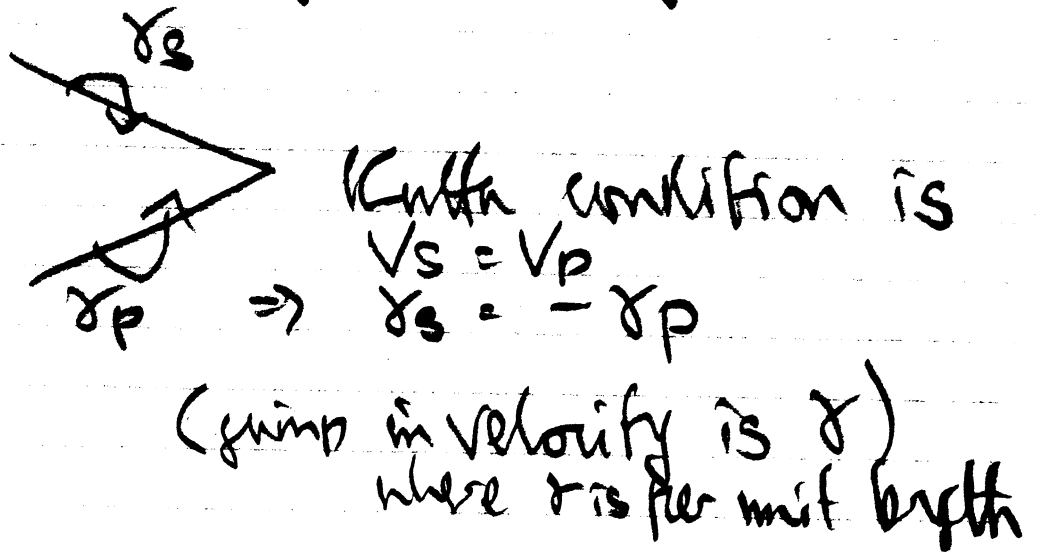 γs
Kutta condition is
Vs = Vp
γp ⇒ γs = − γp
(jump in velocity is γ)
where γ is per unit length